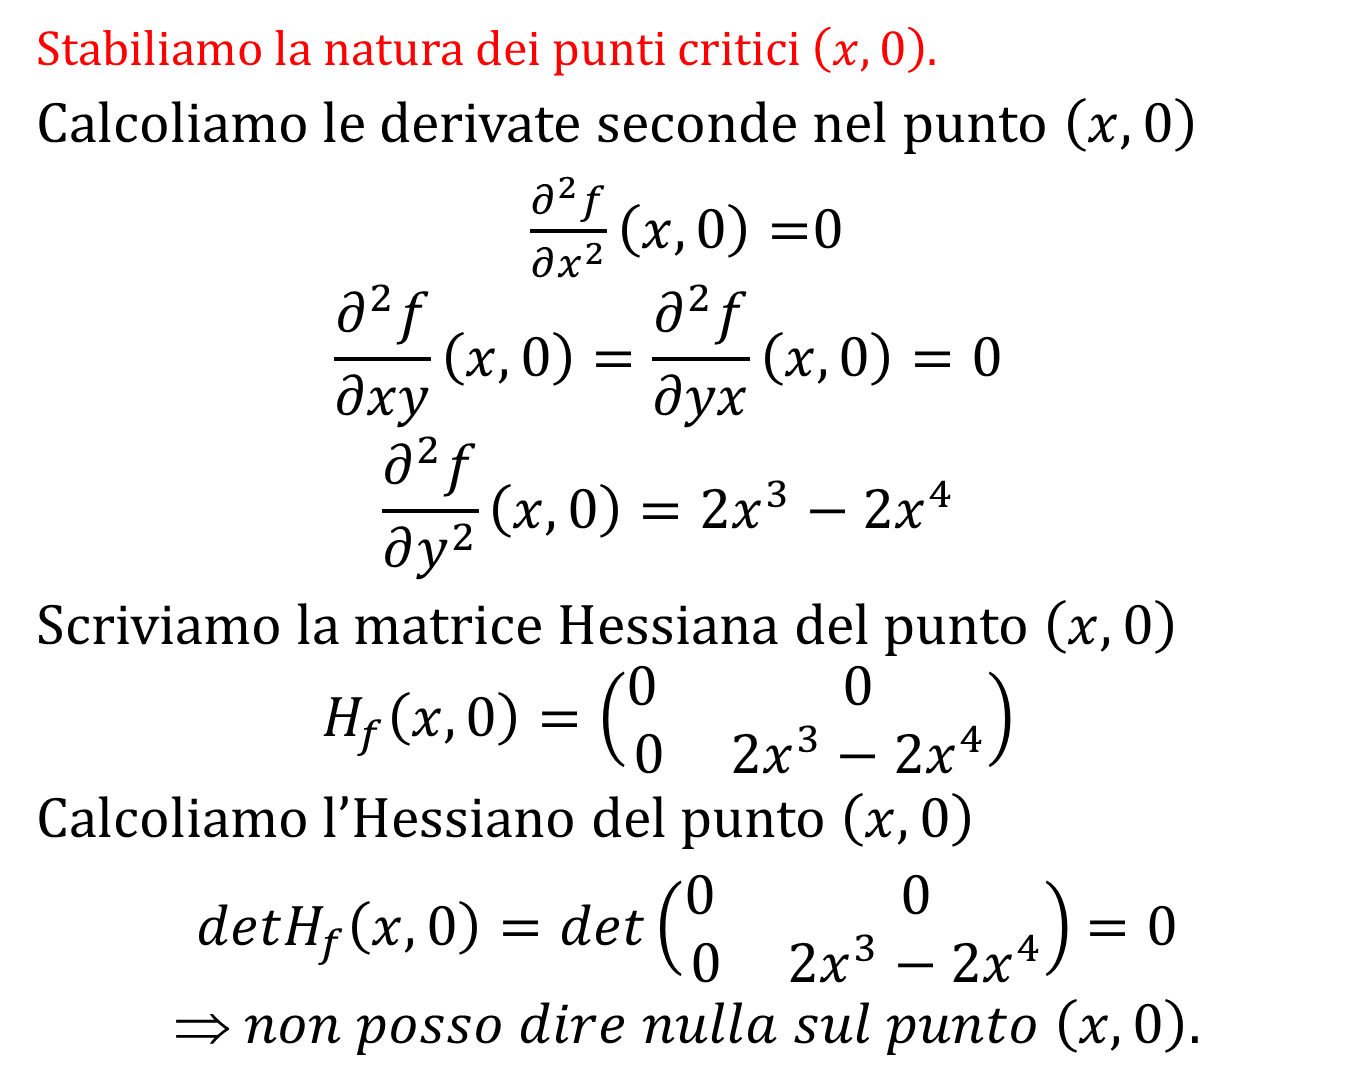 Stabiliamo la natura dei punti critici (x, 0).
Calcoliamo le derivate seconde nel punto (x, 0)
∂²f/∂x² (x, 0) =0
∂²f/∂xy (x, 0) = ∂²f/∂yx (x, 0) = 0
∂²f/∂y² (x, 0) = 2x³ − 2x⁴
Scriviamo la matrice Hessiana del punto (x, 0)
H_f(x, 0) = (0 0
0 2x³ − 2x⁴)
Calcoliamo l’Hessiano del punto (x, 0)
detH_f(x, 0) = det (0 0
0 2x³ − 2x⁴) = 0
⇒ non posso dire nulla sul punto (x, 0).